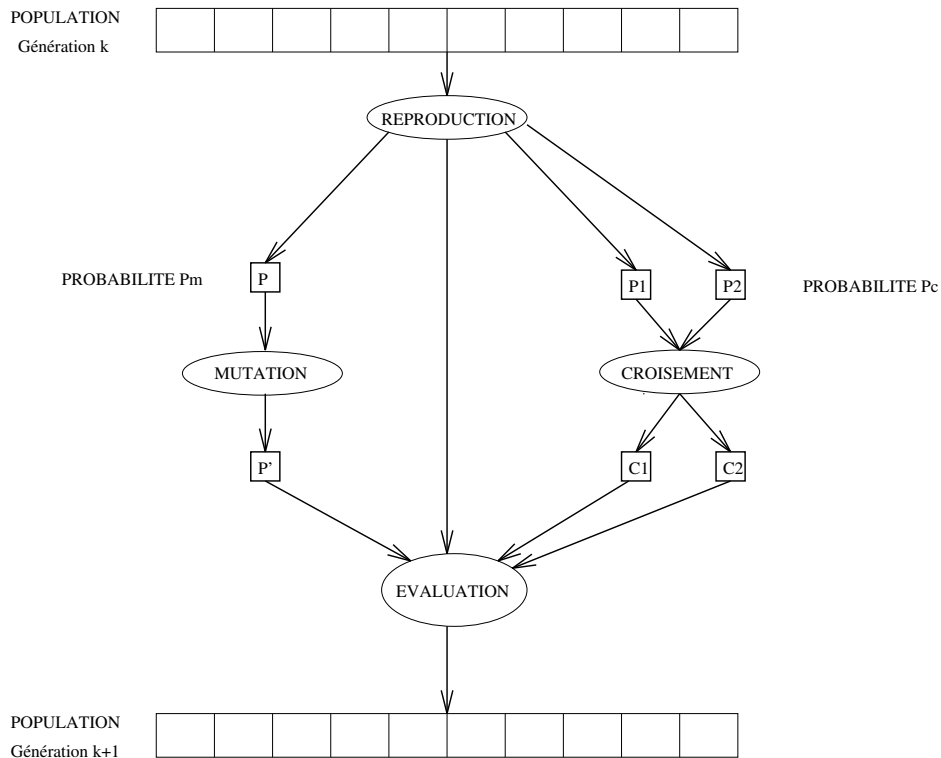 POPULATION
Génération k
REPRODUCTION
PROBABILITE Pm
P
P1
P2
PROBABILITE Pc
MUTATION
CROISEMENT
P'
C1
C2
EVALUATION
POPULATION
Génération k+1